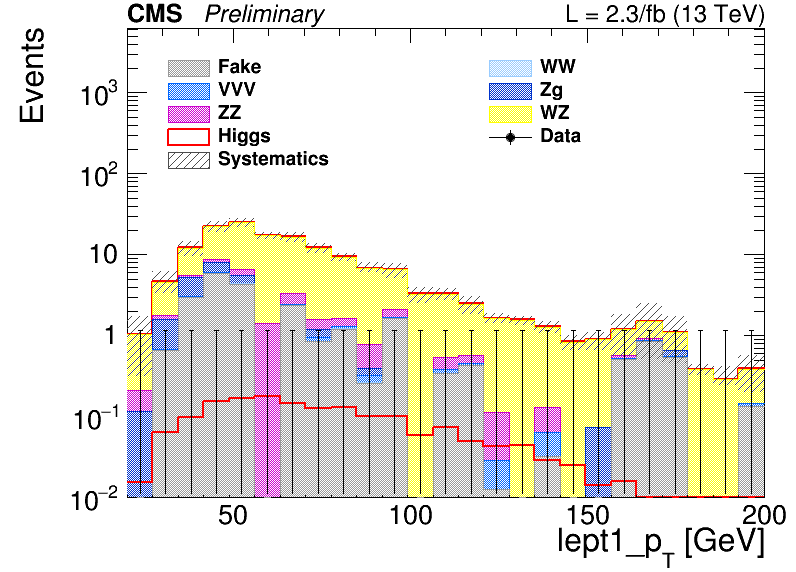 CMS Preliminary L = 2.3/fb (13 TeV)
Events
Fake WW
VVV Zg
ZZ WZ
Higgs Data
Systematics
10³
10²
10
1
10⁻¹
10⁻²
50 100 150 200
lept1_p_T [GeV]